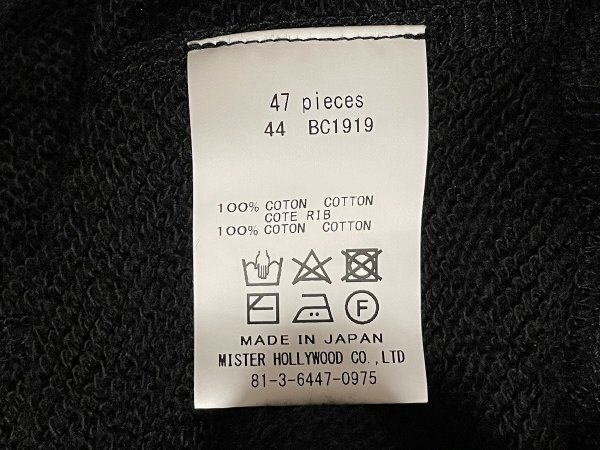 47 pieces
44 BC1919
100% COTON COTTON
COTE RIB
100% COTON COTTON
F
MADE IN JAPAN
MISTER HOLLYWOOD CO.,LTD
81-3-6447-0975